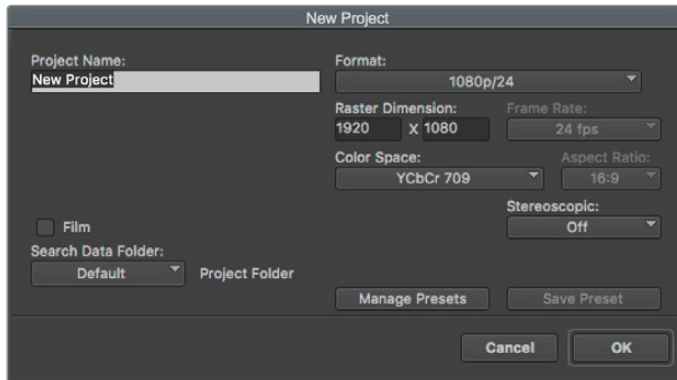 New Project
Project Name:
New Project
Format:
1080p/24
Raster Dimension:
Frame Rate:
1920 X 1080
24 fps
Color Space:
Aspect Ratio:
YCbCr 709
16:9
Stereoscopic:
Off
Film
Search Data Folder:
Default
Project Folder
Manage Presets
Save Preset
Cancel
OK